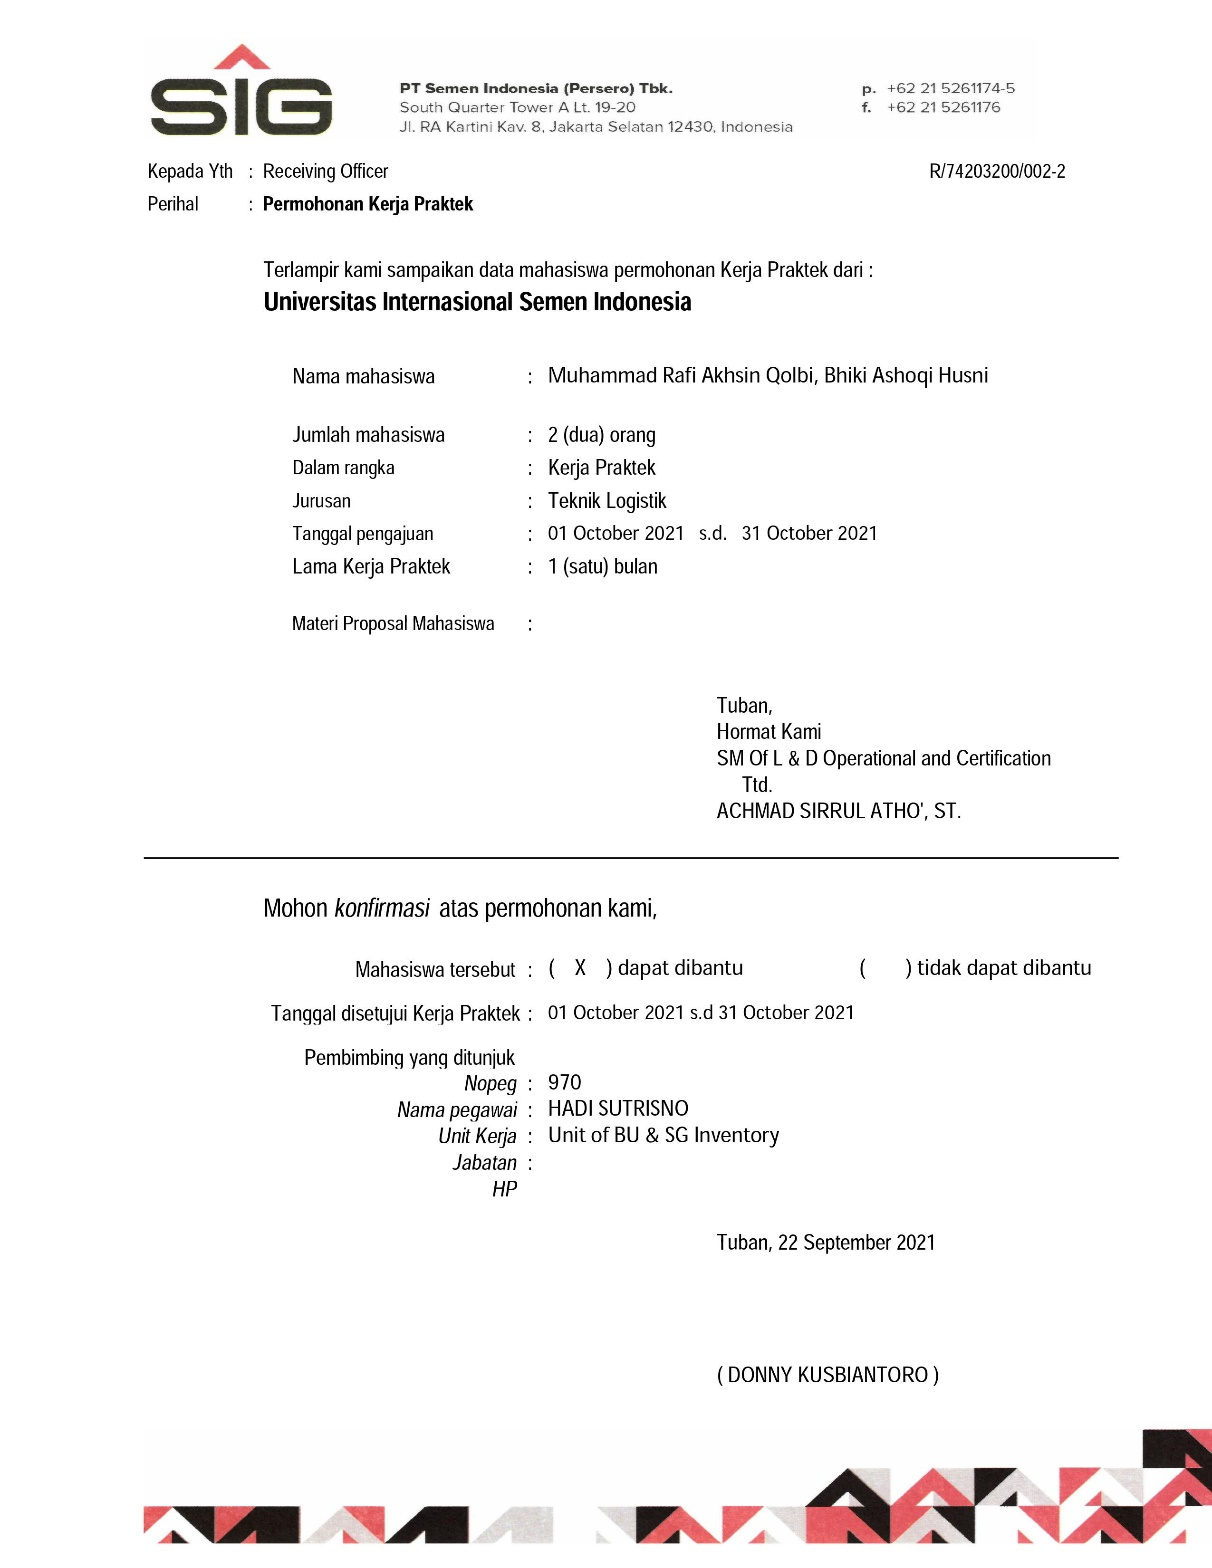 SIG
PT Semen Indonesia (Persero) Tbk.
South Quarter Tower A Lt. 19-20
Jl. RA Kartini Kav. 8, Jakarta Selatan 12430, Indonesia
p. +62 21 5261174-5
f. +62 21 5261176
Kepada Yth : Receiving Officer R/74203200/002-2
Perihal : Permohonan Kerja Praktek
Terlampir kami sampaikan data mahasiswa permohonan Kerja Praktek dari :
Universitas Internasional Semen Indonesia
Nama mahasiswa : Muhammad Rafi Akhsin Qolbi, Bhiki Ashoqi Husni
Jumlah mahasiswa : 2 (dua) orang
Dalam rangka : Kerja Praktek
Jurusan : Teknik Logistik
Tanggal pengajuan : 01 October 2021 s.d. 31 October 2021
Lama Kerja Praktek : 1 (satu) bulan
Materi Proposal Mahasiswa :
Tuban,
Hormat Kami
SM Of L & D Operational and Certification
Ttd.
ACHMAD SIRRUL ATHO', ST.
Mohon konfirmasi atas permohonan kami,
Mahasiswa tersebut : ( X ) dapat dibantu ( ) tidak dapat dibantu
Tanggal disetujui Kerja Praktek : 01 October 2021 s.d 31 October 2021
Pembimbing yang ditunjuk
Nopeg : 970
Nama pegawai : HADI SUTRISNO
Unit Kerja : Unit of BU & SG Inventory
Jabatan :
HP
Tuban, 22 September 2021
( DONNY KUSBIANTORO )